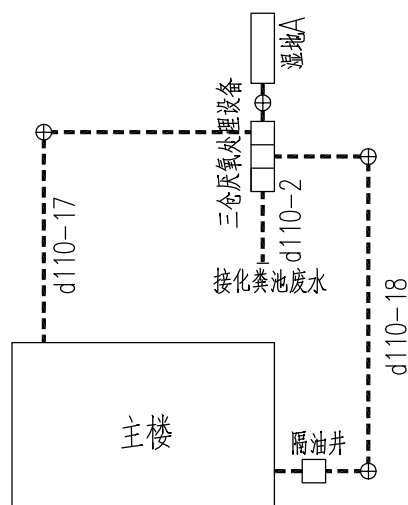 湿地A
三仓厌氧处理设备
d110-17
d110-2
接化粪池废水
d110-18
主楼
隔油井